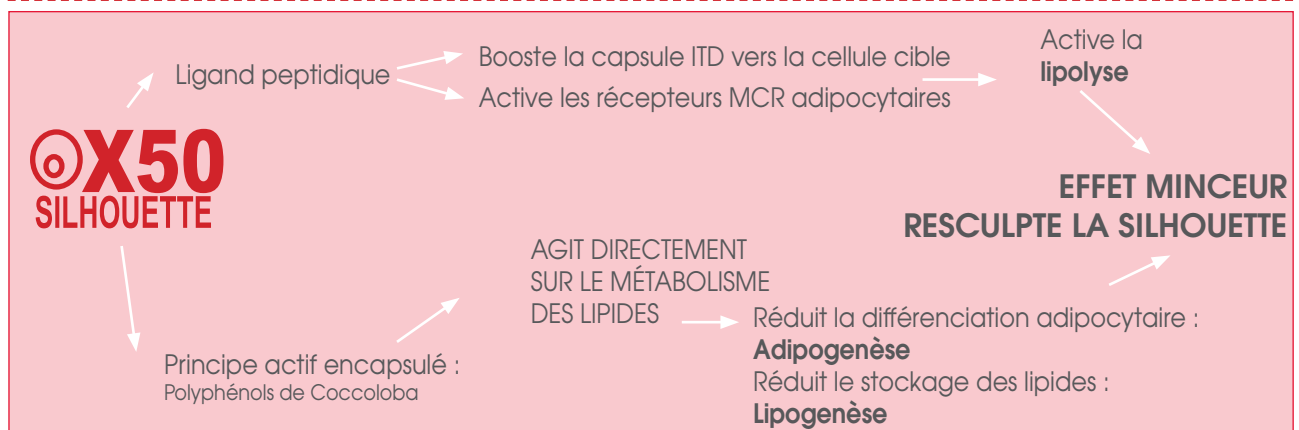 Ligand peptidique
Booste la capsule ITD vers la cellule cible
Active les récepteurs MCR adipocytaires
Active la
lipolyse
OX50
SILHOUETTE
EFFET MINCEUR
RESCULPTE LA SILHOUETTE
AGIT DIRECTEMENT
SUR LE MÉTABOLISME
DES LIPIDES
Principe actif encapsulé :
Polyphénols de Coccoloba
Réduit la différenciation adipocytaire :
Adipogenèse
Réduit le stockage des lipides :
Lipogenèse